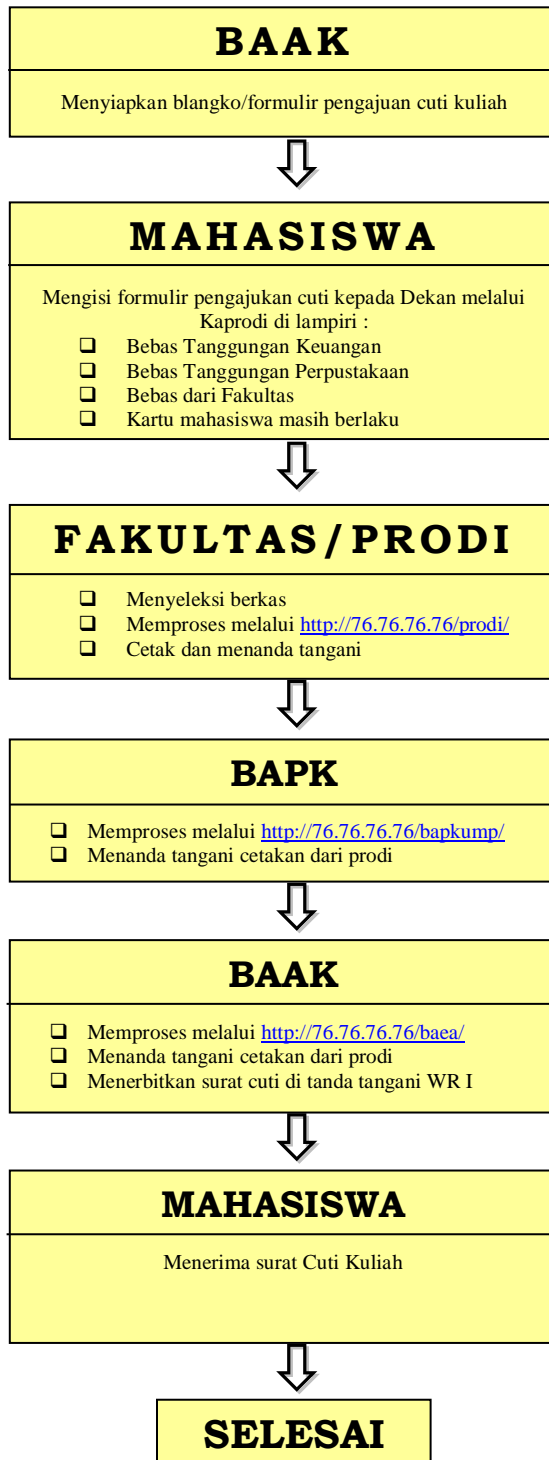 BAAK
Menyiapkan blangko/formulir pengajuan cuti kuliah
MAHASISWA
Mengisi formulir pengajukan cuti kepada Dekan melalui
Kaprodi di lampiri :
❑ Bebas Tanggungan Keuangan
❑ Bebas Tanggungan Perpustakaan
❑ Bebas dari Fakultas
❑ Kartu mahasiswa masih berlaku
FAKULTAS/PRODI
❑ Menyeleksi berkas
❑ Memproses melalui http://76.76.76.76/prodi/
❑ Cetak dan menanda tangani
BAPK
❑ Memproses melalui http://76.76.76.76/bapkump/
❑ Menanda tangani cetakan dari prodi
BAAK
❑ Memproses melalui http://76.76.76.76/baea/
❑ Menanda tangani cetakan dari prodi
❑ Menerbitkan surat cuti di tanda tangani WR I
MAHASISWA
Menerima surat Cuti Kuliah
SELESAI